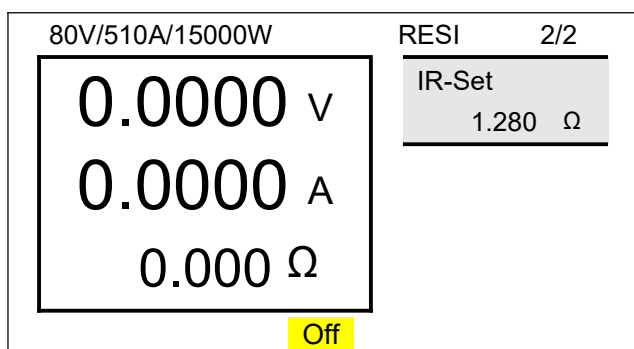 80V/510A/15000W RESI 2/2
0.0000 V
0.0000 A
0.000 Ω
IR-Set
1.280 Ω
Off